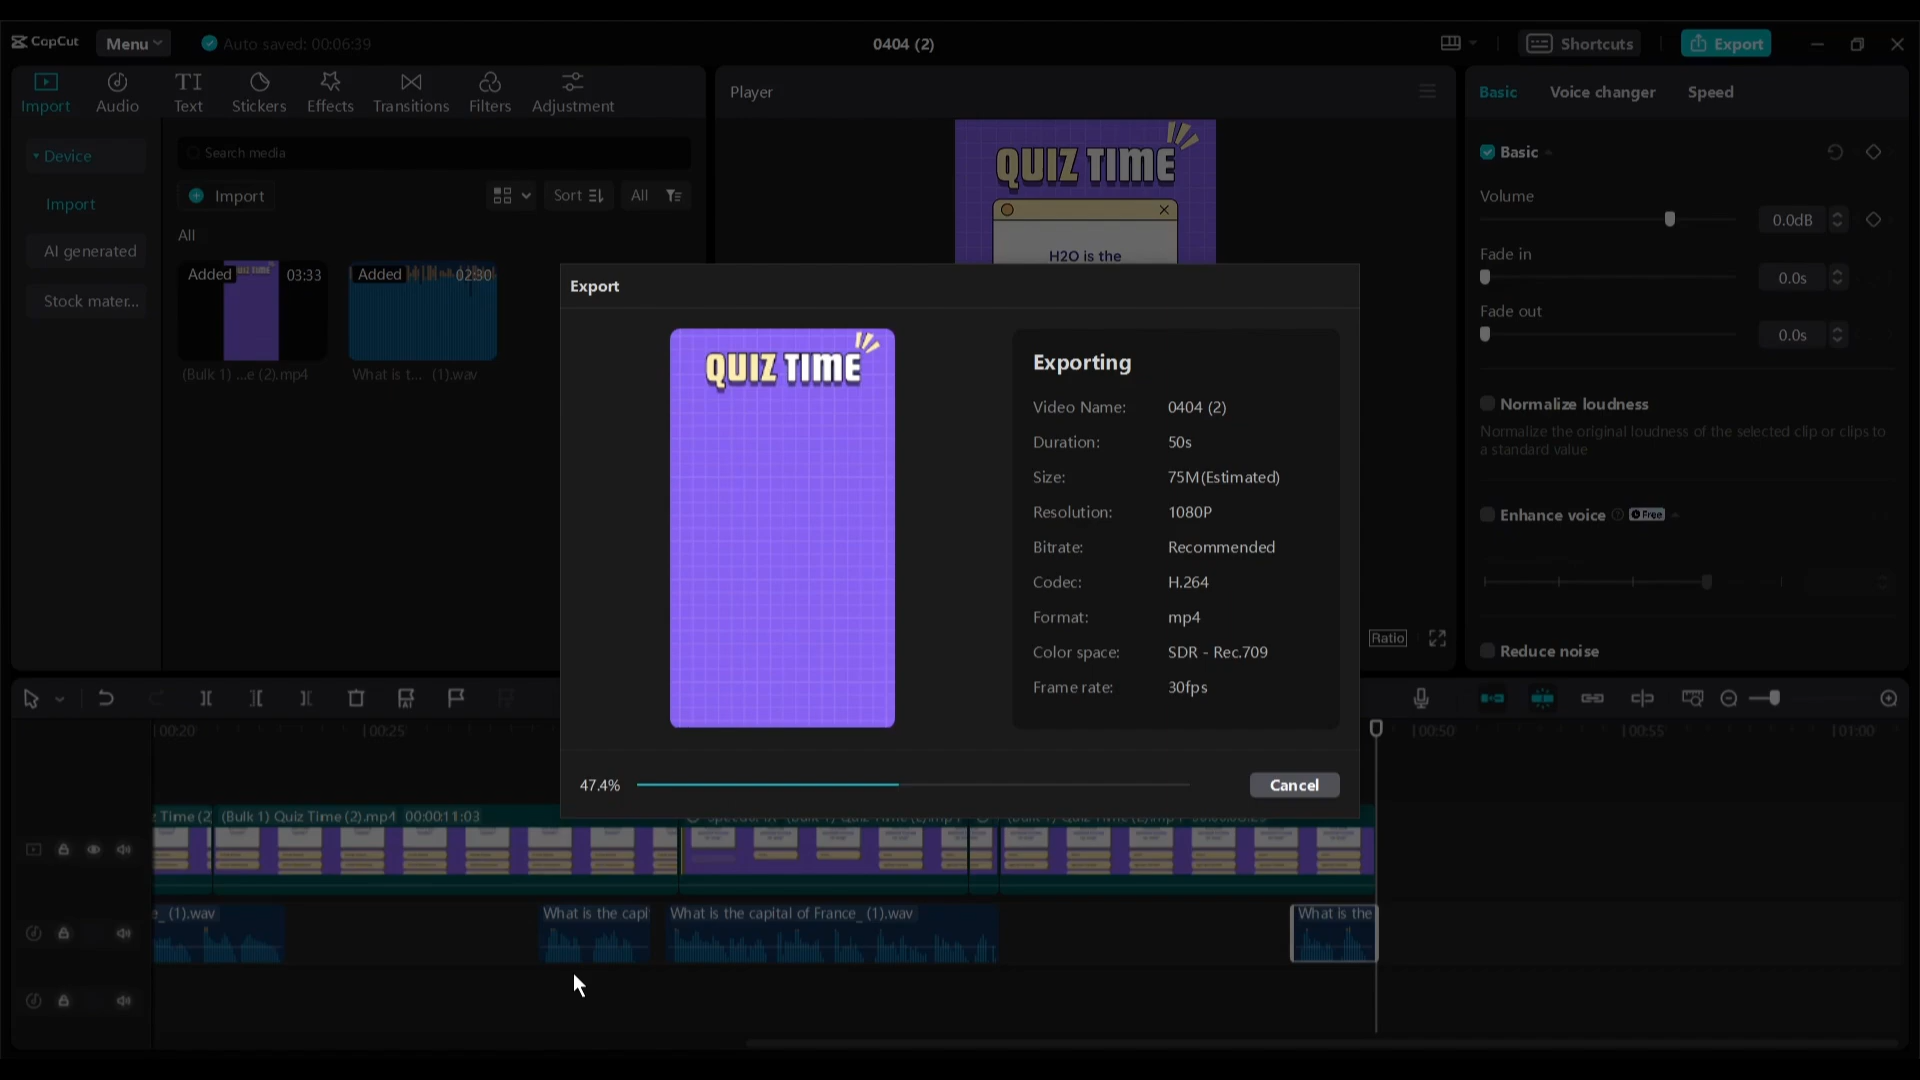 CapCut
Menu
Auto saved: 00:06:39
0404 (2)
Shortcuts
Export
Import
Audio
Text
Stickers
Effects
Transitions
Filters
Adjustment
Device
Import
AI generated
Stock mater...
Search media
Import
Sort
All
All
Added
03:33
(Bulk 1) ...e (2).mp4
Added
02:30
What is t... (1).wav
Player
QUIZ TIME
H2O is the
Ratio
Basic
Voice changer
Speed
Basic
Volume
0.0dB
Fade in
0.0s
Fade out
0.0s
Normalize loudness
Normalize the original loudness of the selected clip or clips to
a standard value
Enhance voice
Free
Reduce noise
Export
QUIZ TIME
Exporting
Video Name: 0404 (2)
Duration: 50s
Size: 75M(Estimated)
Resolution: 1080P
Bitrate: Recommended
Codec: H.264
Format: mp4
Color space: SDR - Rec.709
Frame rate: 30fps
47.4%
Cancel
00:20
00:25
00:50
00:55
01:00
Time (2
(Bulk 1) Quiz Time (2).mp4 00:00:11:03
(1).wav
What is the capi
What is the capital of France_ (1).wav
What is the